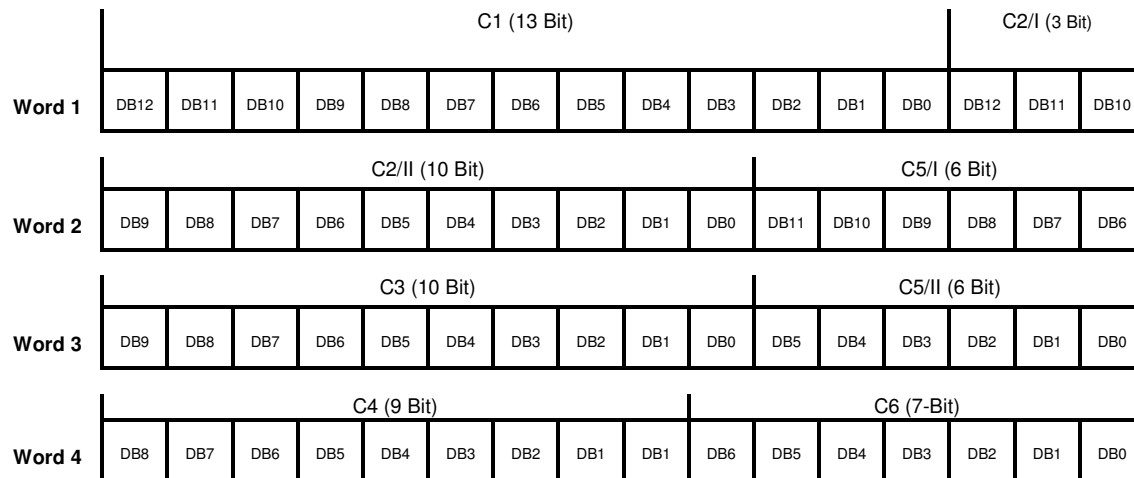 C1 (13 Bit) C2/I (3 Bit)
Word 1 DB12 DB11 DB10 DB9 DB8 DB7 DB6 DB5 DB4 DB3 DB2 DB1 DB0 DB12 DB11 DB10
C2/II (10 Bit) C5/I (6 Bit)
Word 2 DB9 DB8 DB7 DB6 DB5 DB4 DB3 DB2 DB1 DB0 DB11 DB10 DB9 DB8 DB7 DB6
C3 (10 Bit) C5/II (6 Bit)
Word 3 DB9 DB8 DB7 DB6 DB5 DB4 DB3 DB2 DB1 DB0 DB5 DB4 DB3 DB2 DB1 DB0
C4 (9 Bit) C6 (7-Bit)
Word 4 DB8 DB7 DB6 DB5 DB4 DB3 DB2 DB1 DB1 DB6 DB5 DB4 DB3 DB2 DB1 DB0